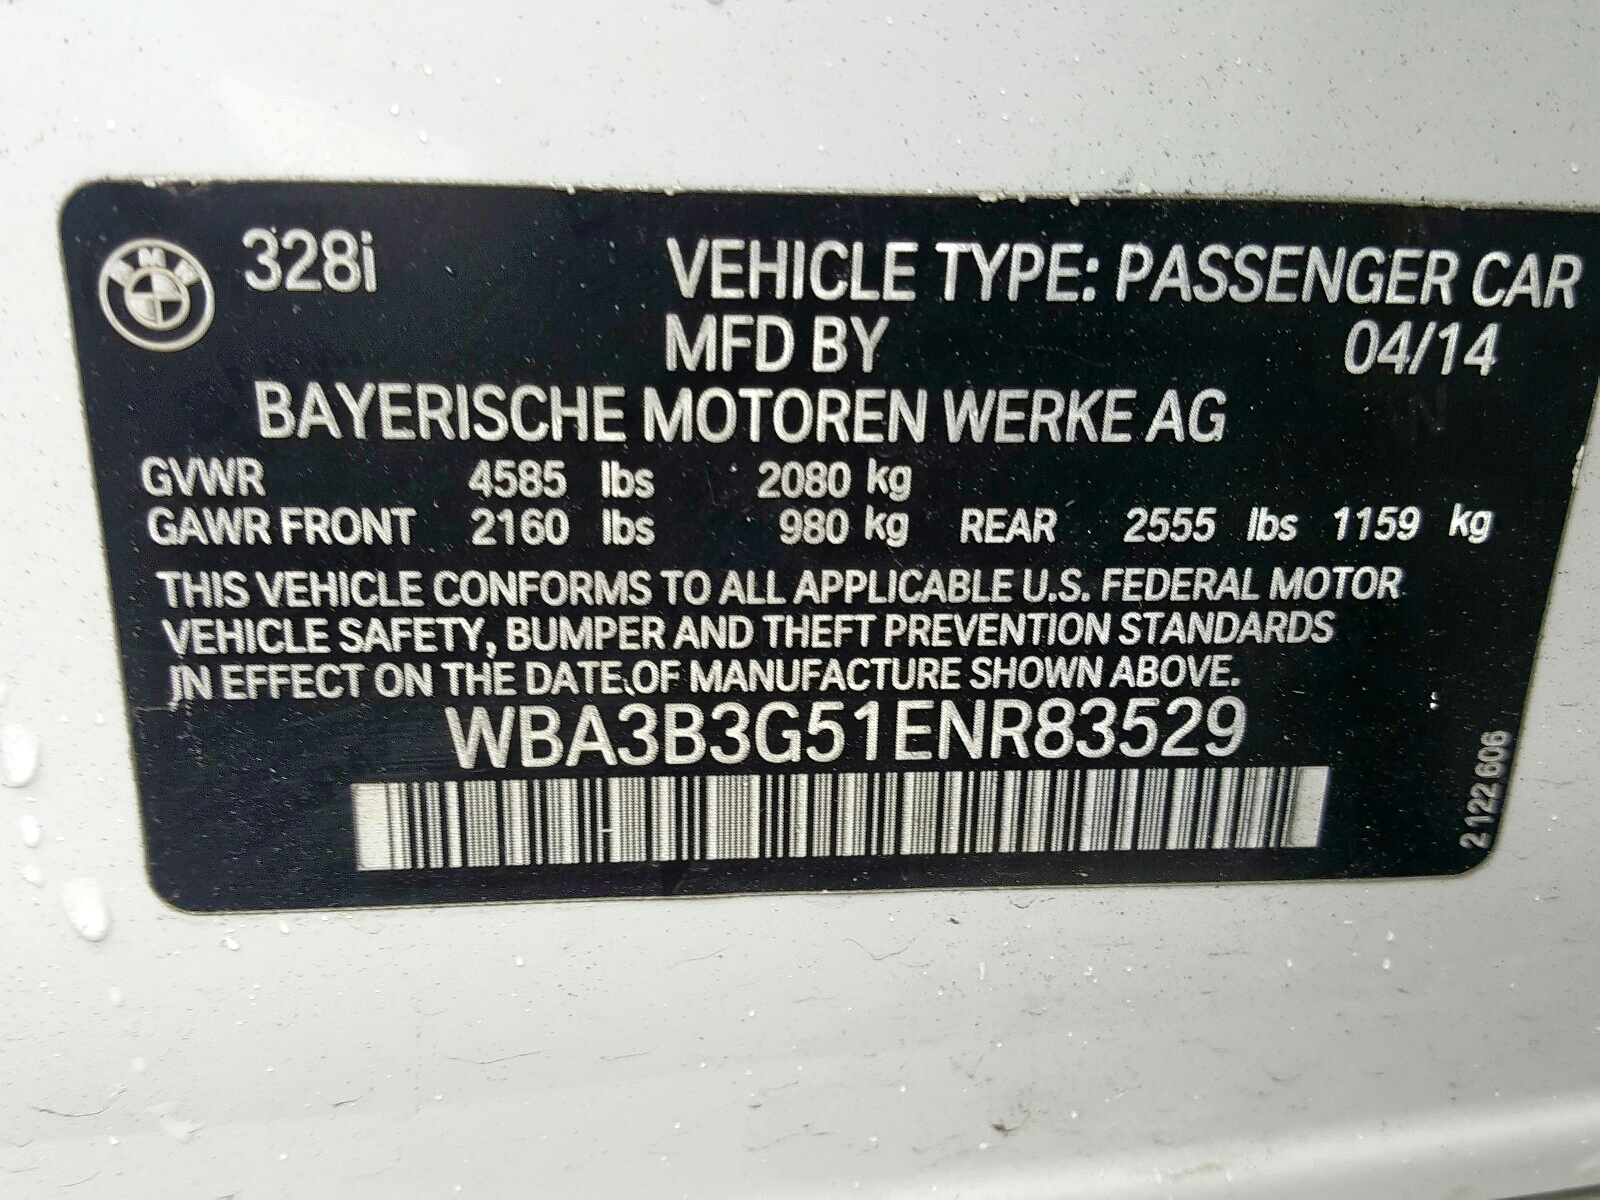 BMW 328i VEHICLE TYPE: PASSENGER CAR
MFD BY 04/14
BAYERISCHE MOTOREN WERKE AG
GVWR 4585 lbs 2080 kg
GAWR FRONT 2160 lbs 980 kg REAR 2555 lbs 1159 kg
THIS VEHICLE CONFORMS TO ALL APPLICABLE U.S. FEDERAL MOTOR
VEHICLE SAFETY, BUMPER AND THEFT PREVENTION STANDARDS
IN EFFECT ON THE DATE OF MANUFACTURE SHOWN ABOVE.
WBA3B3G51ENR83529
2 122 606